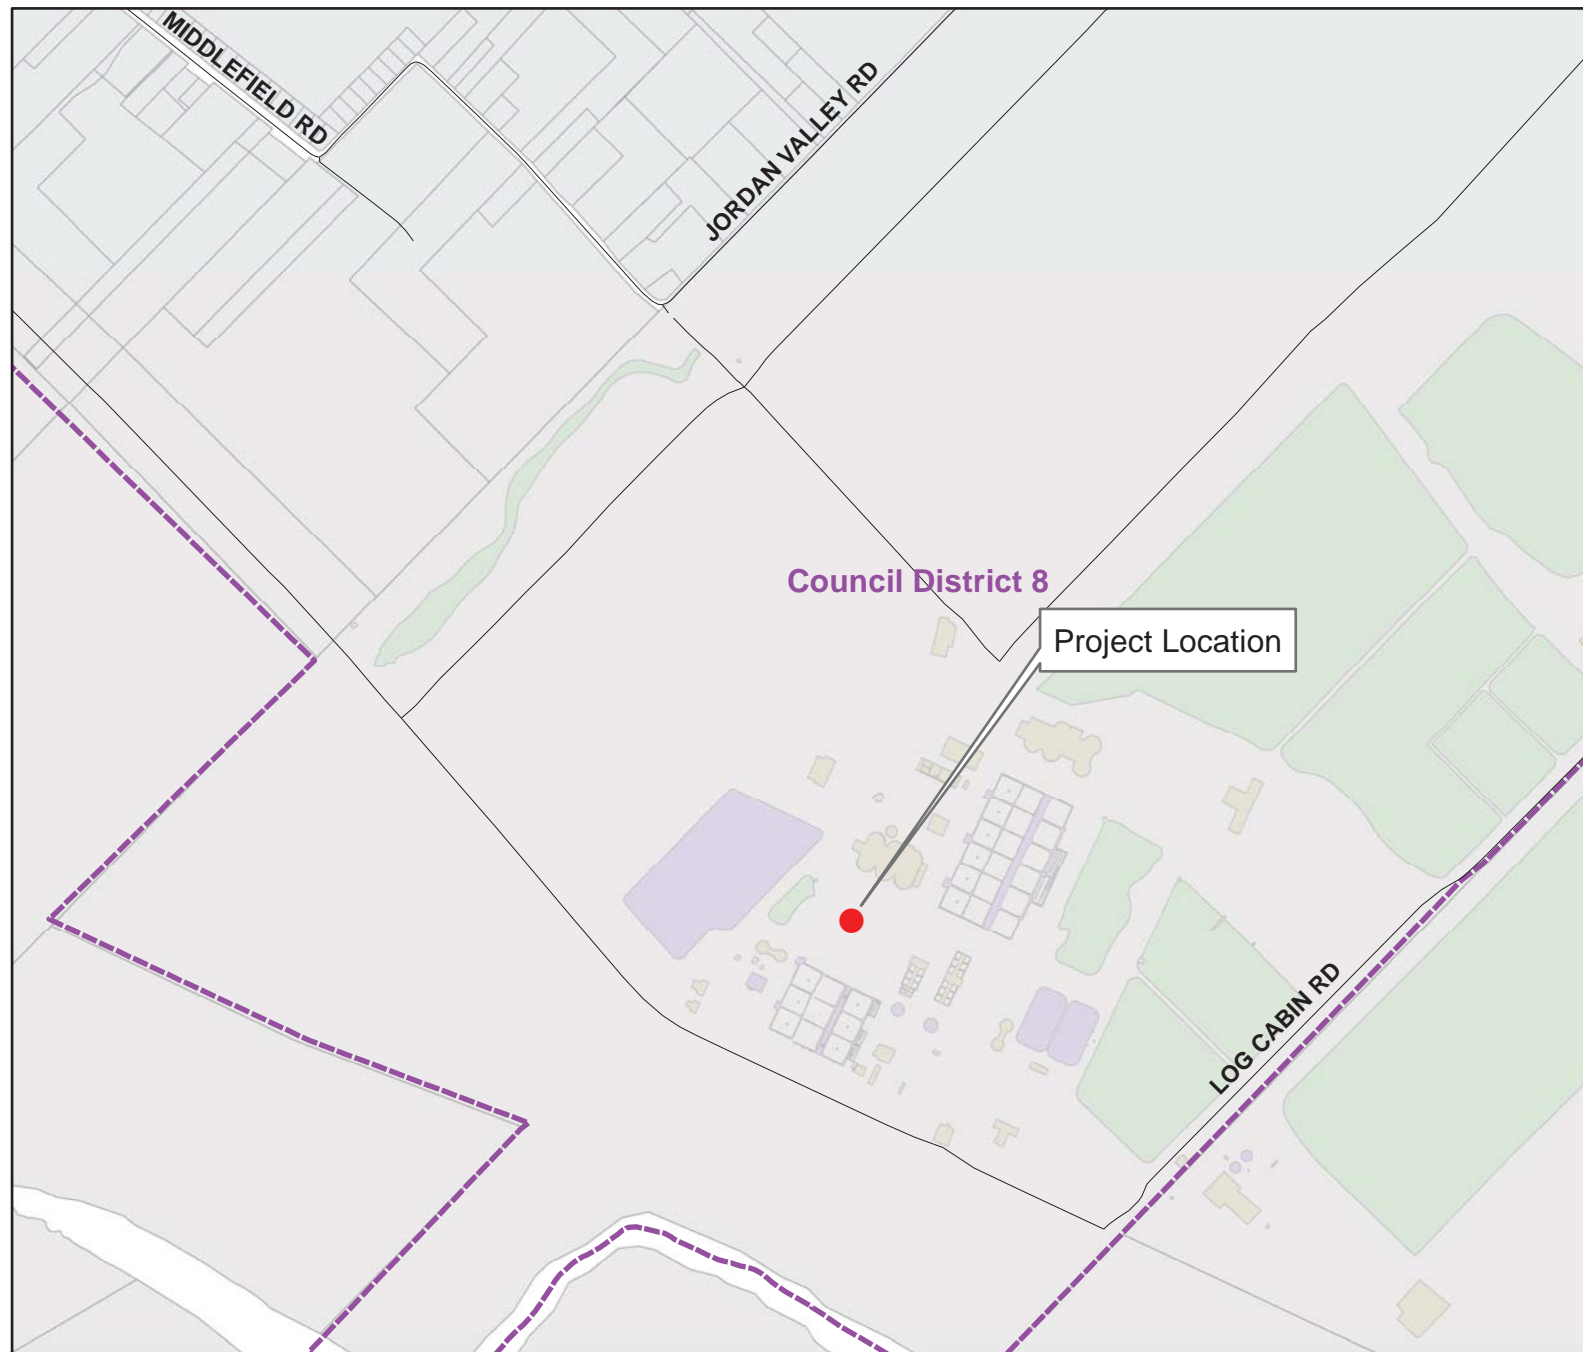 MIDDLEFIELD RD
JORDAN VALLEY RD
Council District 8
Project Location
LOG CABIN RD